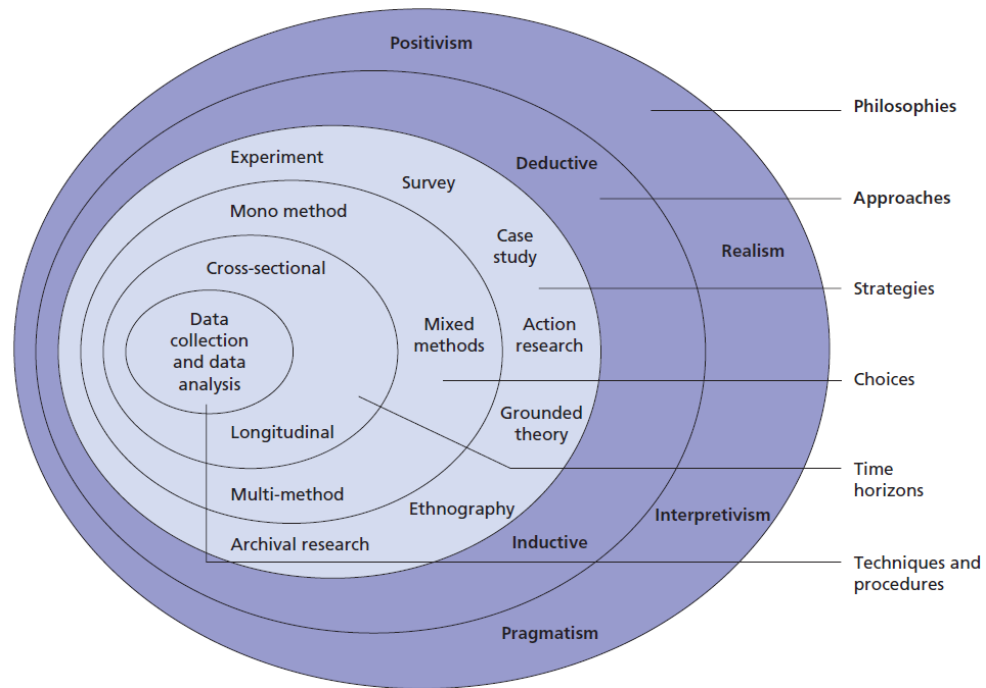 Positivism
Philosophies
Experiment
Deductive
Survey
Approaches
Mono method
Case
study
Realism
Cross-sectional
Strategies
Data
collection
and data
analysis
Mixed
methods
Action
research
Choices
Grounded
theory
Longitudinal
Time
horizons
Multi-method
Ethnography
Interpretivism
Archival research
Inductive
Techniques and
procedures
Pragmatism